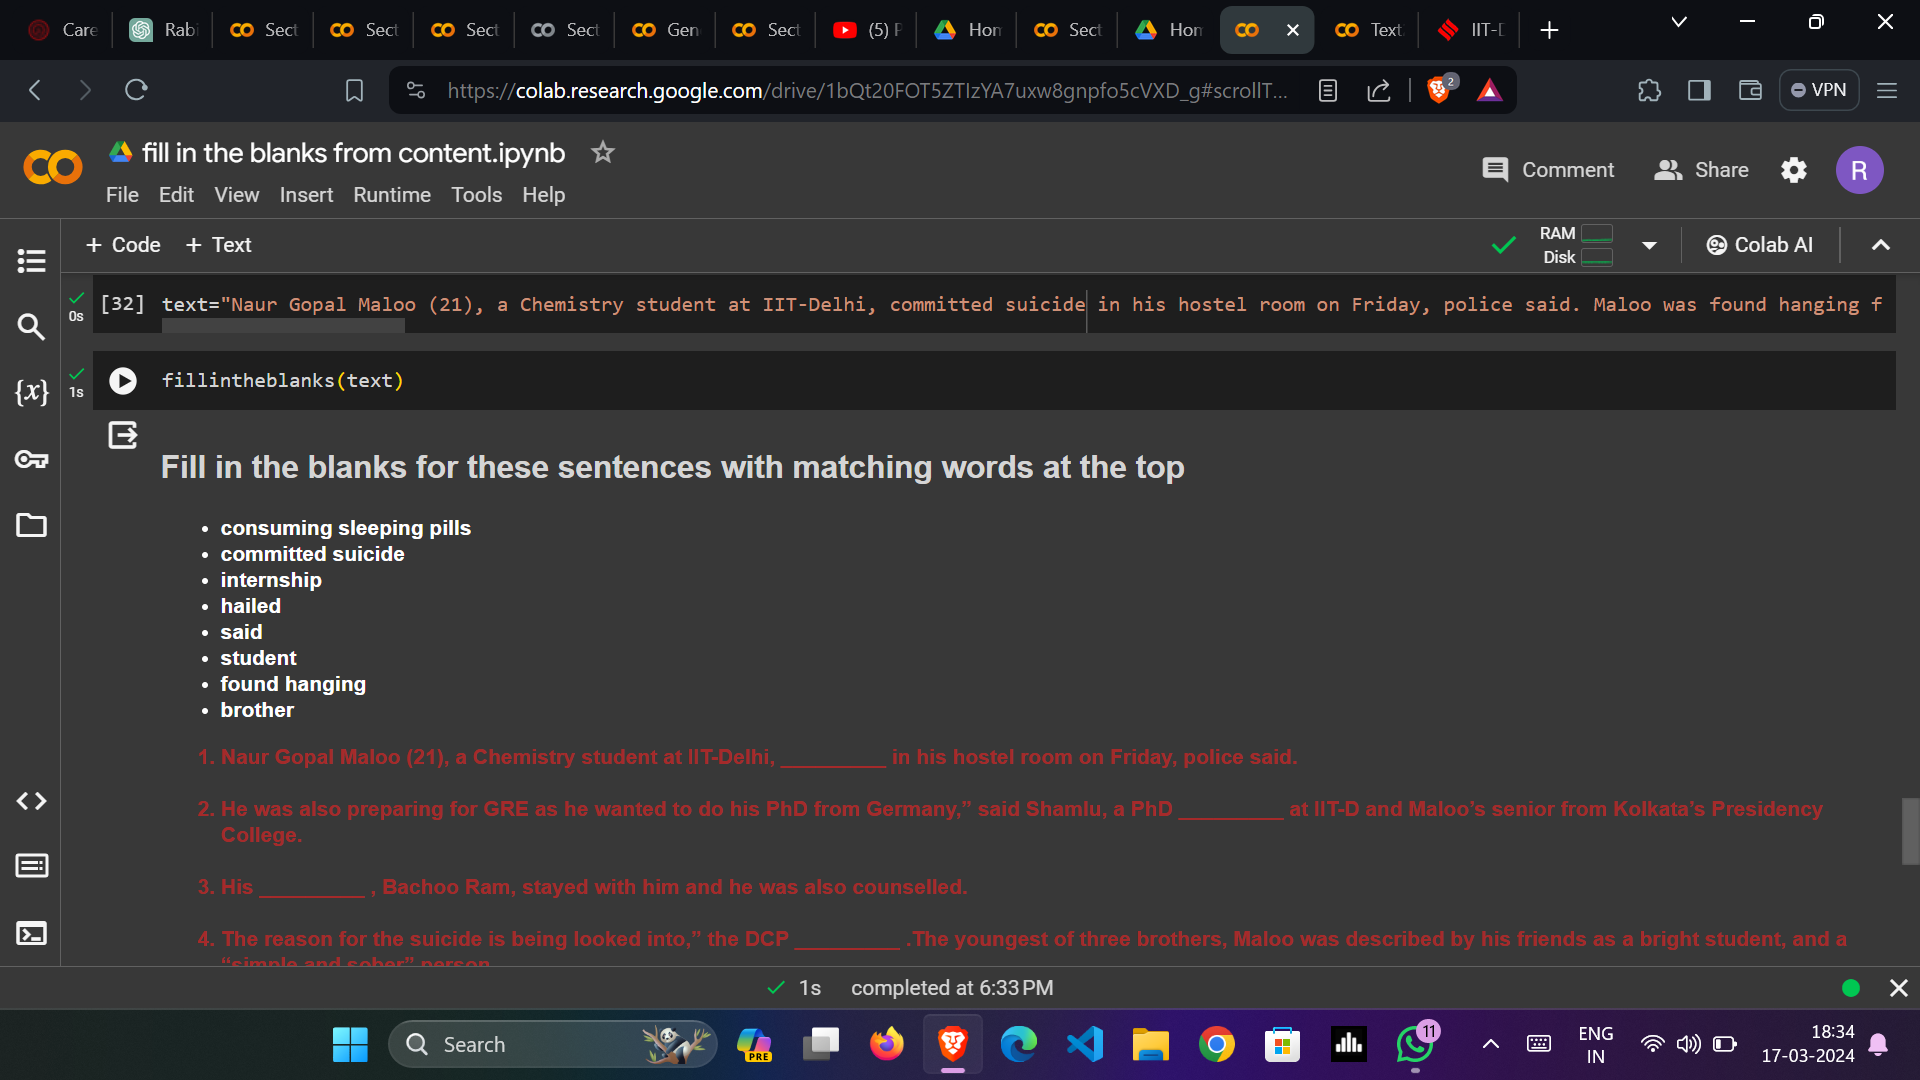 Care
Rabi
Sect
Sect
Sect
Sect
Gen
Sect
(5) P
Hom
Sect
Hom
Text
IIT-D
https://colab.research.google.com/drive/1bQt20FOT5ZTIzYA7uxw8gnpfo5cVXD_g#scrollT...
2
VPN
fill in the blanks from content.ipynb
Comment
Share
R
File Edit View Insert Runtime Tools Help
+ Code + Text
RAM
Disk
Colab AI
0s
[32] text="Naur Gopal Maloo (21), a Chemistry student at IIT-Delhi, committed suicide in his hostel room on Friday, police said. Maloo was found hanging f
{x}
1s
fillintheblanks(text)
Fill in the blanks for these sentences with matching words at the top
• consuming sleeping pills
• committed suicide
• internship
• hailed
• said
• student
• found hanging
• brother
1. Naur Gopal Maloo (21), a Chemistry student at IIT-Delhi, _________ in his hostel room on Friday, police said.
2. He was also preparing for GRE as he wanted to do his PhD from Germany,” said Shamlu, a PhD _________ at IIT-D and Maloo’s senior from Kolkata’s Presidency
College.
3. His _________ , Bachoo Ram, stayed with him and he was also counselled.
4. The reason for the suicide is being looked into,” the DCP _________ .The youngest of three brothers, Maloo was described by his friends as a bright student, and a
“simple and sober” person.
1s completed at 6:33 PM
Search
PRE
11
ENG
IN
18:34
17-03-2024